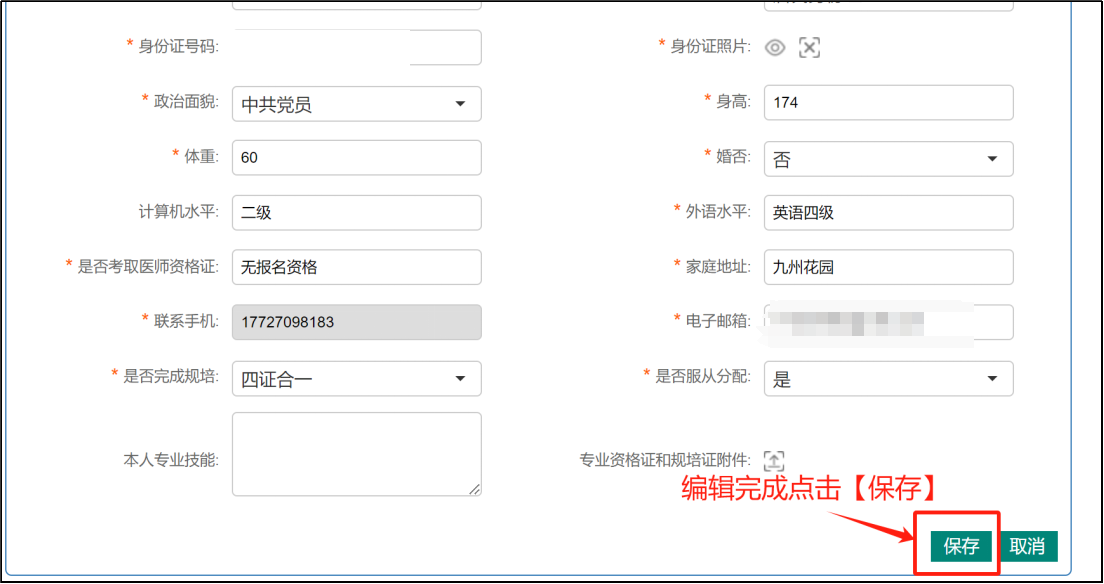 * 身份证号码:
* 身份证照片:
* 政治面貌: 中共党员
* 身高: 174
* 体重: 60
* 婚否: 否
计算机水平: 二级
* 外语水平: 英语四级
* 是否考取医师资格证: 无报名资格
* 家庭地址: 九州花园
* 联系手机: 17727098183
* 电子邮箱:
* 是否完成规培: 四证合一
* 是否服从分配: 是
本人专业技能:
专业资格证和规培证附件:
编辑完成点击【保存】
保存 取消